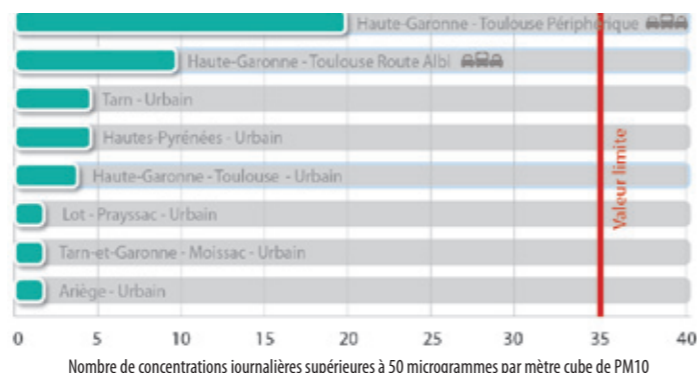 Haute-Garonne - Toulouse Périphérique
Haute-Garonne - Toulouse Route Albi
Tarn - Urbain
Hautes-Pyrénées - Urbain
Haute-Garonne - Toulouse - Urbain
Lot - Prayssac - Urbain
Tarn-et-Garonne - Moissac - Urbain
Ariège - Urbain
Valeur limite
0 5 10 15 20 25 30 35 40
Nombre de concentrations journalières supérieures à 50 microgrammes par mètre cube de PM10